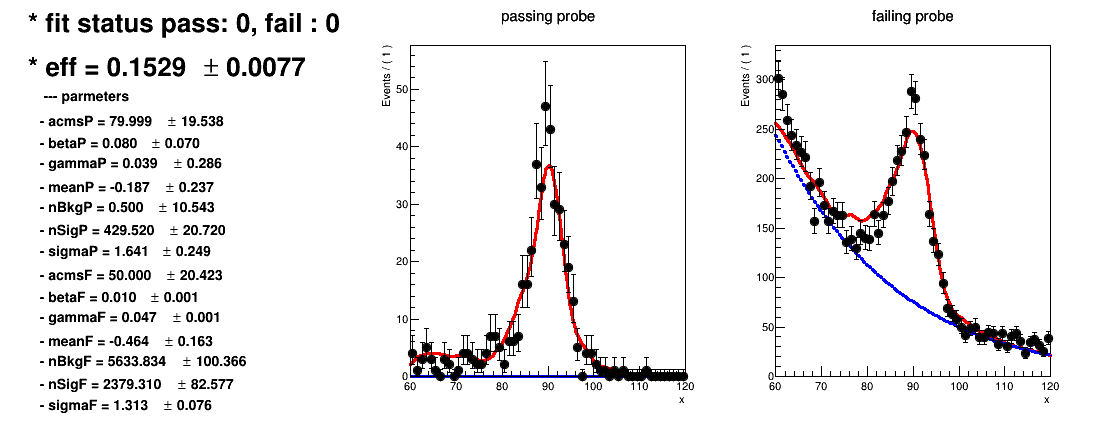 * fit status pass: 0, fail : 0
* eff = 0.1529 ± 0.0077
--- parmeters
- acmsP = 79.999 ± 19.538
- betaP = 0.080 ± 0.070
- gammaP = 0.039 ± 0.286
- meanP = -0.187 ± 0.237
- nBkgP = 0.500 ± 10.543
- nSigP = 429.520 ± 20.720
- sigmaP = 1.641 ± 0.249
- acmsF = 50.000 ± 20.423
- betaF = 0.010 ± 0.001
- gammaF = 0.047 ± 0.001
- meanF = -0.464 ± 0.163
- nBkgF = 5633.834 ± 100.366
- nSigF = 2379.310 ± 82.577
- sigmaF = 1.313 ± 0.076
passing probe
Events / ( 1 )
50
40
30
20
10
0
60 70 80 90 100 110 120
x
failing probe
Events / ( 1 )
300
250
200
150
100
50
0
60 70 80 90 100 110 120
x